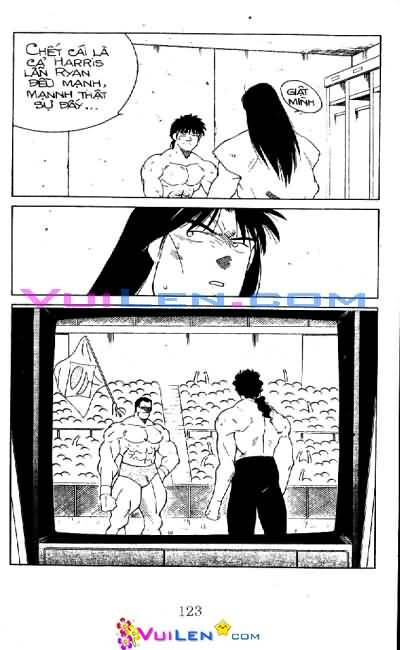 CHẾT CÁI LÀ
CẢ HARRIS
LẪN RYAN
ĐỀU MẠNH,
MẠNNH THẬT
SỰ ĐẤY...
GIẬT
MÌNH
VUILEN.COM
123
VUILEN.COM